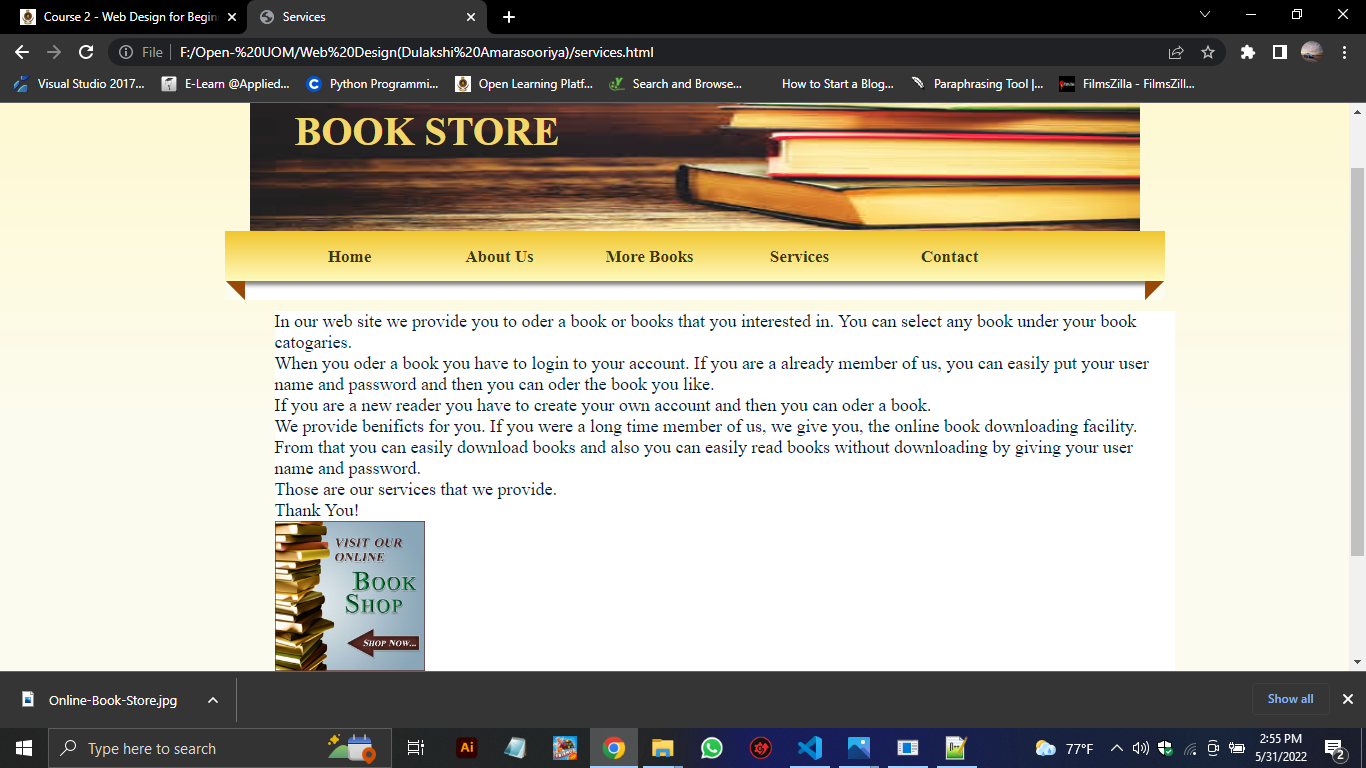 Course 2 - Web Design for Begin
Services
File
F:/Open-%20UOM/Web%20Design(Dulakshi%20Amarasooriya)/services.html
Visual Studio 2017...
E-Learn @Applied...
Python Programmi...
Open Learning Platf...
Search and Browse...
How to Start a Blog...
Paraphrasing Tool |...
FilmsZilla - FilmsZill...
BOOK STORE
Home
About Us
More Books
Services
Contact
In our web site we provide you to oder a book or books that you interested in. You can select any book under your book
catogaries.
When you oder a book you have to login to your account. If you are a already member of us, you can easily put your user
name and password and then you can oder the book you like.
If you are a new reader you have to create your own account and then you can oder a book.
We provide benificts for you. If you were a long time member of us, we give you, the online book downloading facility.
From that you can easily download books and also you can easily read books without downloading by giving your user
name and password.
Those are our services that we provide.
Thank You!
VISIT OUR
ONLINE
BOOK
SHOP
SHOP NOW...
Online-Book-Store.jpg
Show all
Type here to search
Ai
77°F
2:55 PM
5/31/2022
2